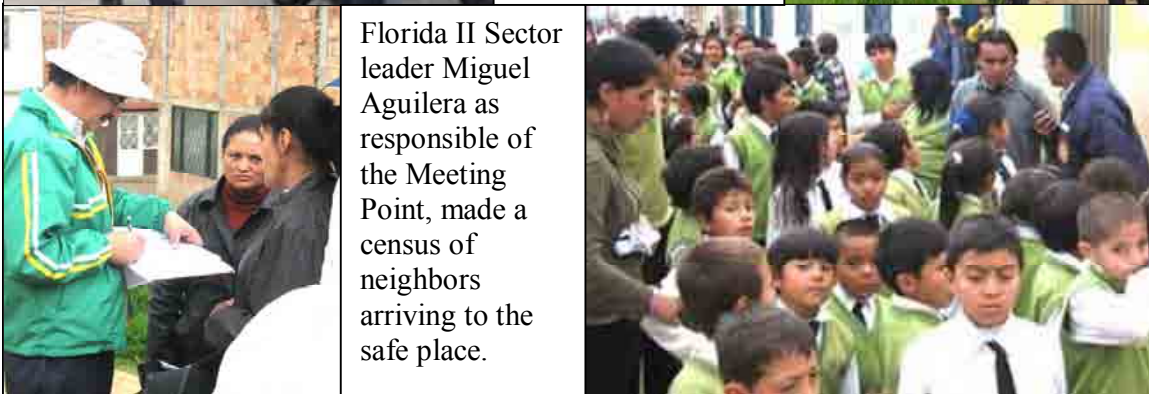 Florida II Sector
leader Miguel
Aguilera as
responsible of
the Meeting
Point, made a
census of
neighbors
arriving to the
safe place.